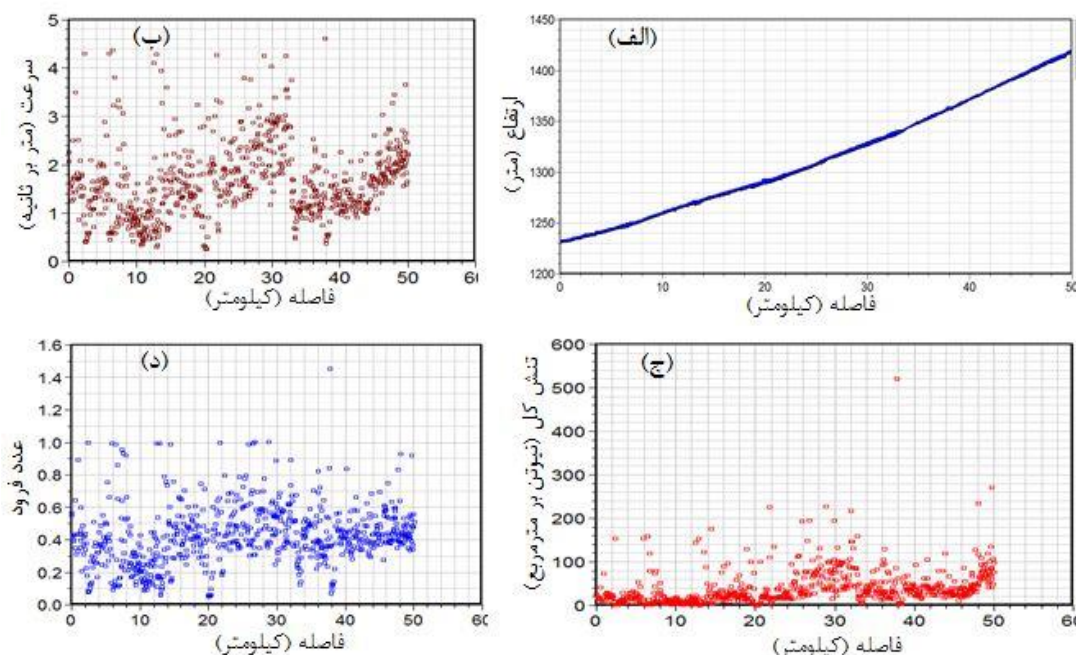 (الف)
ارتفاع (متر)
1450
1400
1350
1300
1250
1200
0 10 20 30 40 50
فاصله (کیلومتر)
(ب)
سرعت (متر بر ثانیه)
5
4
3
2
1
0
0 10 20 30 40 50 60
فاصله (کیلومتر)
(ج)
تنش کل (نیوتن بر مترمربع)
600
500
400
300
200
100
0
0 10 20 30 40 50 60
فاصله (کیلومتر)
(د)
عدد فرود
1.6
1.4
1.2
1.0
0.8
0.6
0.4
0.2
0.0
0 10 20 30 40 50 60
فاصله (کیلومتر)